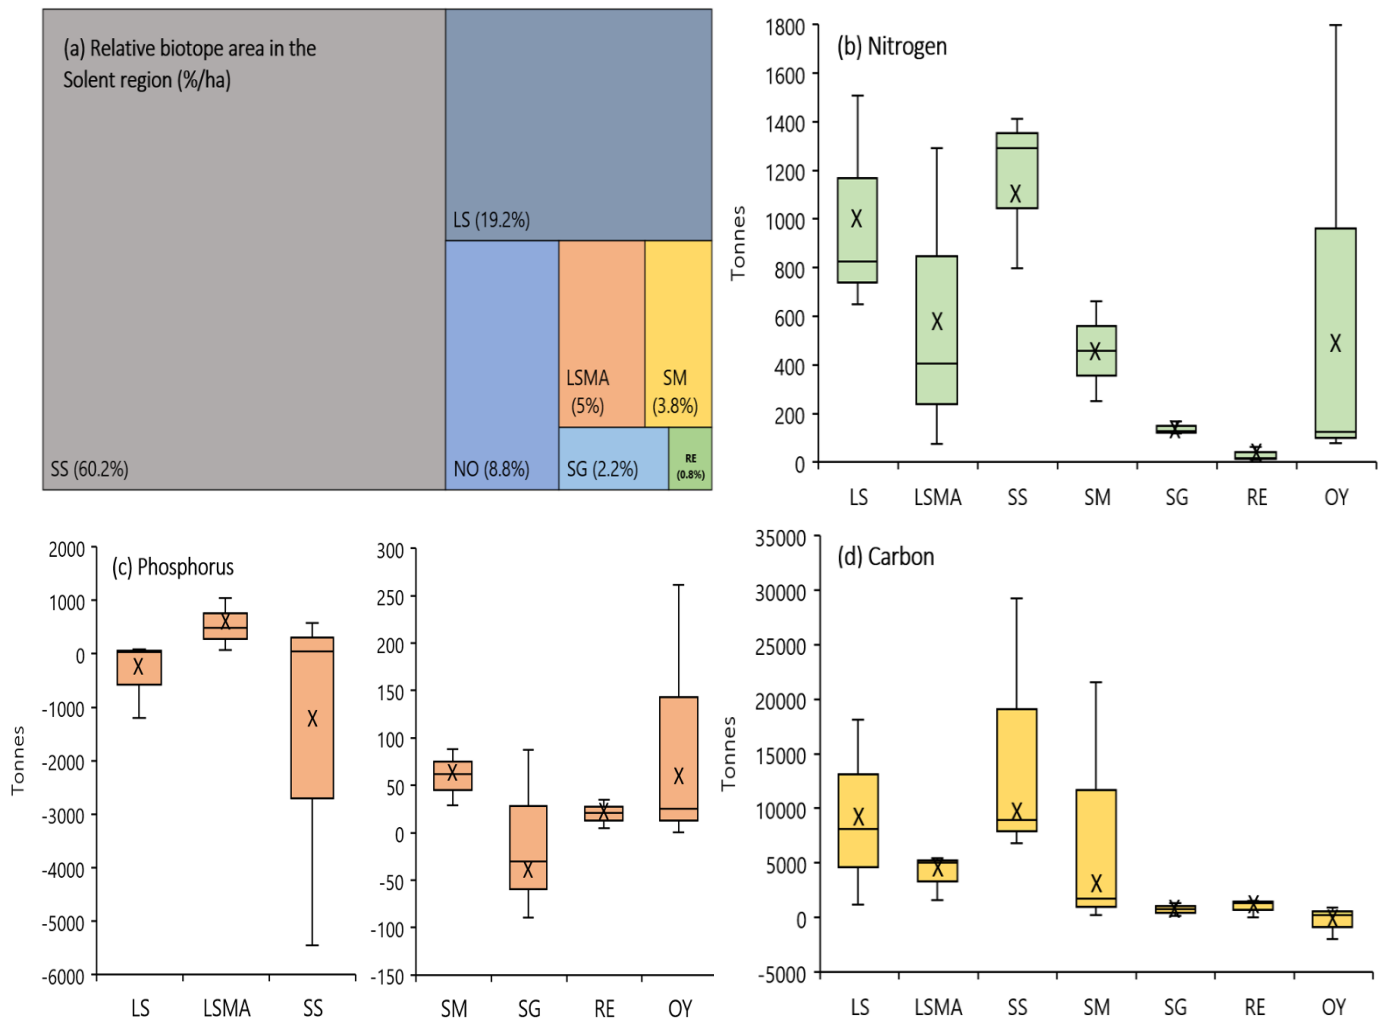 (a) Relative biotope area in the
Solent region (%/ha)
LS (19.2%)
LSMA
(5%)
SM
(3.8%)
SS (60.2%)
NO (8.8%)
SG (2.2%)
RE
(0.8%)
(b) Nitrogen
Tonnes
1800
1600
1400
1200
1000
800
600
400
200
0
LS LSMA SS SM SG RE OY
(c) Phosphorus
Tonnes
2000
1000
0
-1000
-2000
-3000
-4000
-5000
-6000
LS LSMA SS
300
250
200
150
100
50
0
-50
-100
-150
SM SG RE OY
(d) Carbon
Tonnes
35000
30000
25000
20000
15000
10000
5000
0
-5000
LS LSMA SS SM SG RE OY